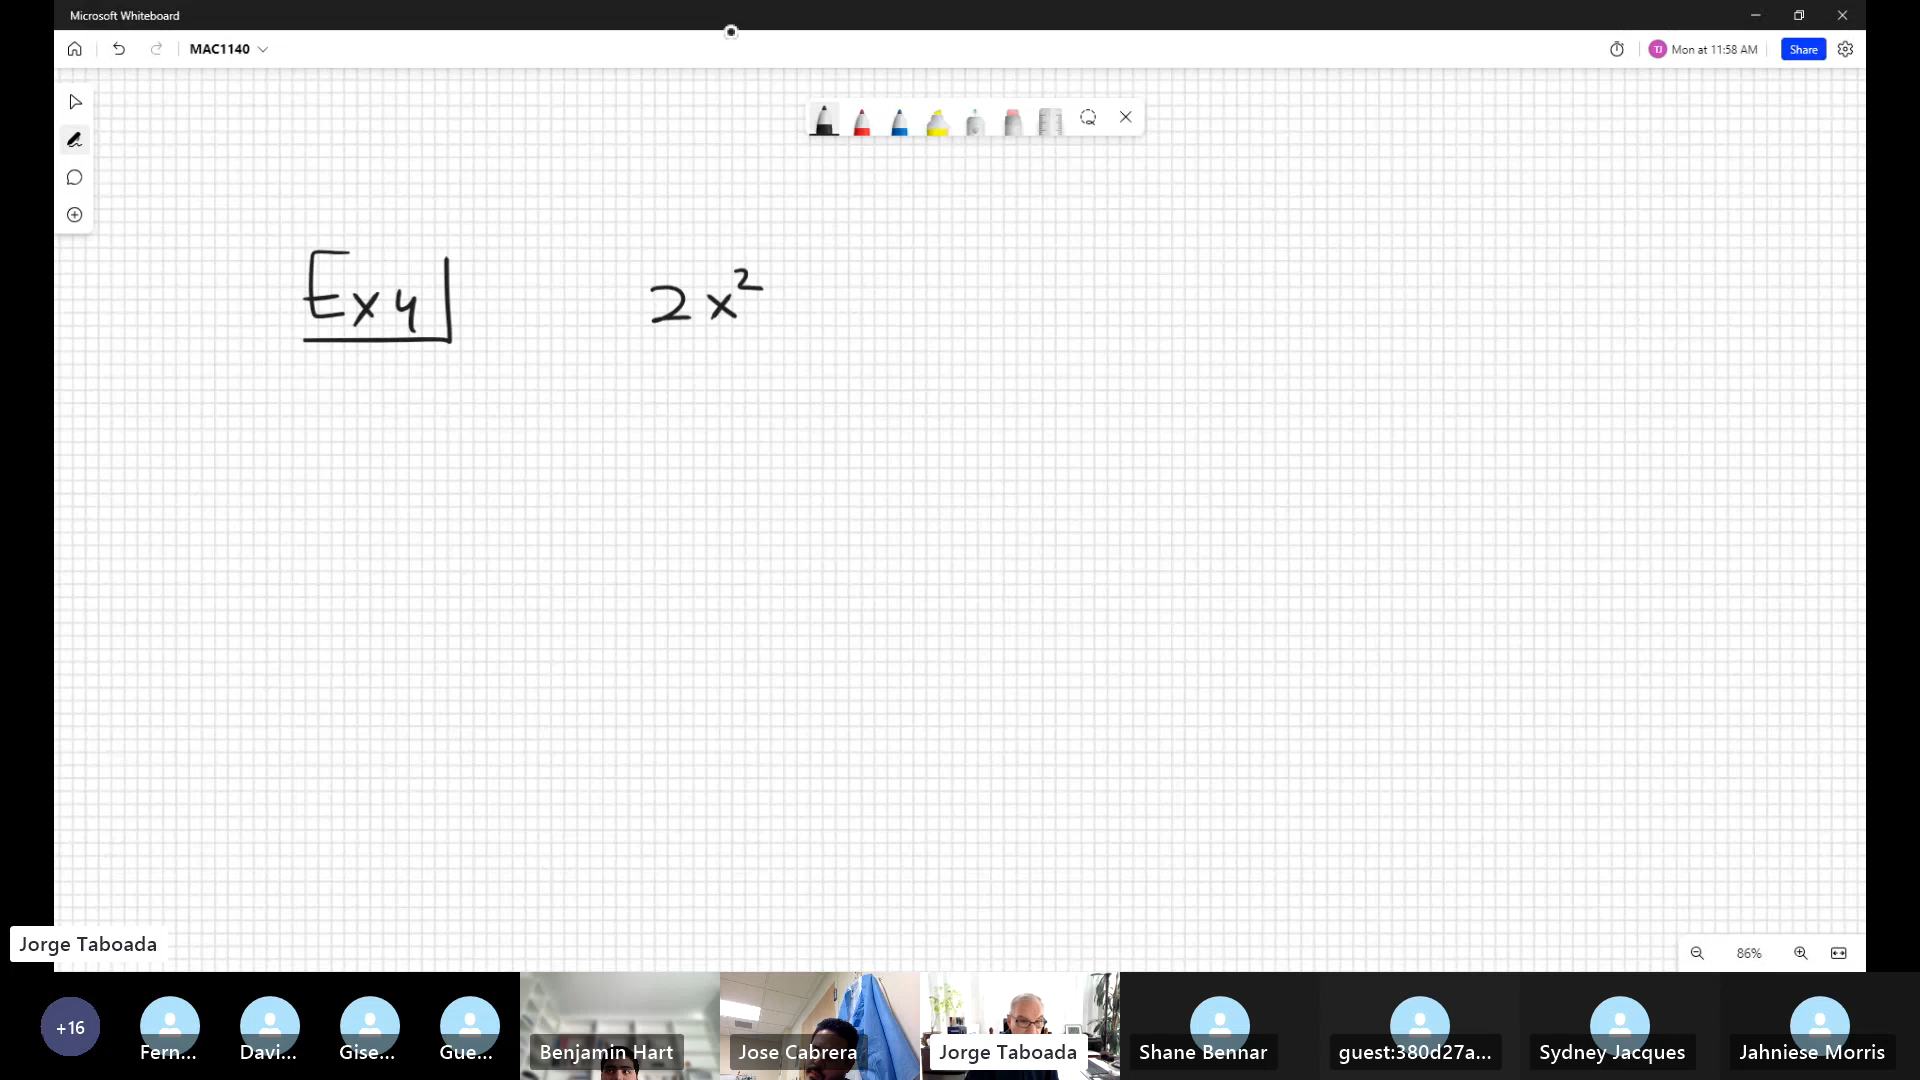 Microsoft Whiteboard
MAC1140
TJ Mon at 11:58 AM Share
Ex 4 2x²
86%
Jorge Taboada
+16 Fern... Davi... Gise... Gue... Benjamin Hart Jose Cabrera Jorge Taboada Shane Bennar guest:380d27a... Sydney Jacques Jahniese Morris